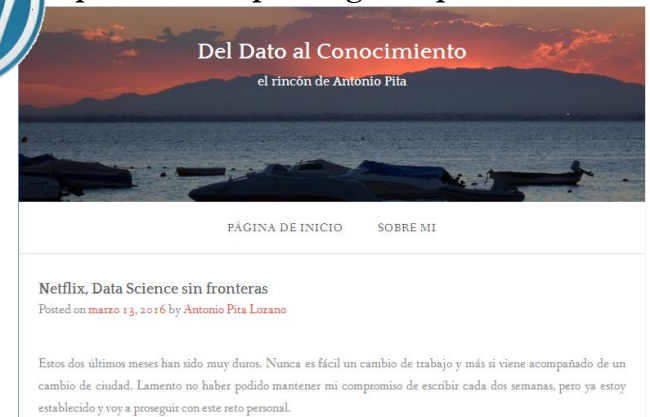 Del Dato al Conocimiento
el rincón de Antonio Pita
PÁGINA DE INICIO SOBRE MI
Netflix, Data Science sin fronteras
Posted on marzo 13, 2016 by Antonio Pita Lozano
Estos dos últimos meses han sido muy duros. Nunca es fácil un cambio de trabajo y más si viene acompañado de un
cambio de ciudad. Lamento no haber podido mantener mi compromiso de escribir cada dos semanas, pero ya estoy
establecido y voy a proseguir con este reto personal.